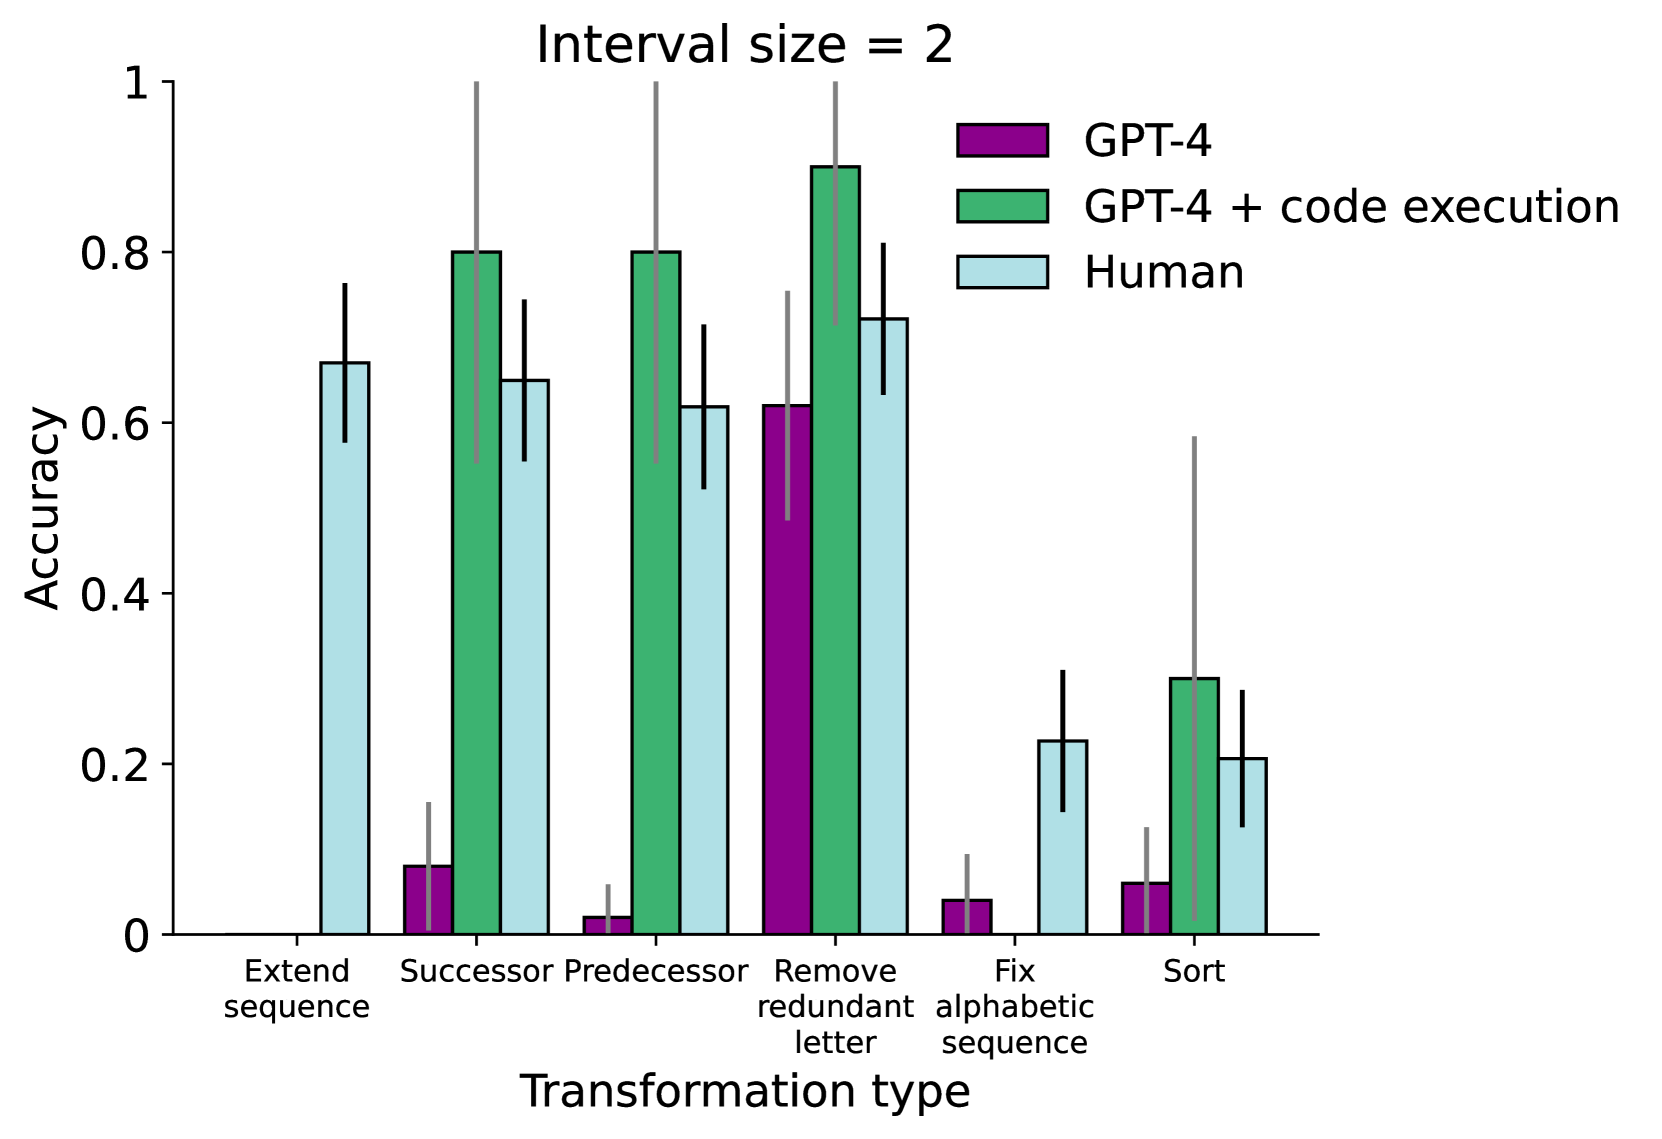 Interval size = 2
1
0.8
0.6
0.4
0.2
0
Accuracy
GPT-4
GPT-4 + code execution
Human
Extend
sequence
Successor
Predecessor
Remove
redundant
letter
Fix
alphabetic
sequence
Sort
Transformation type